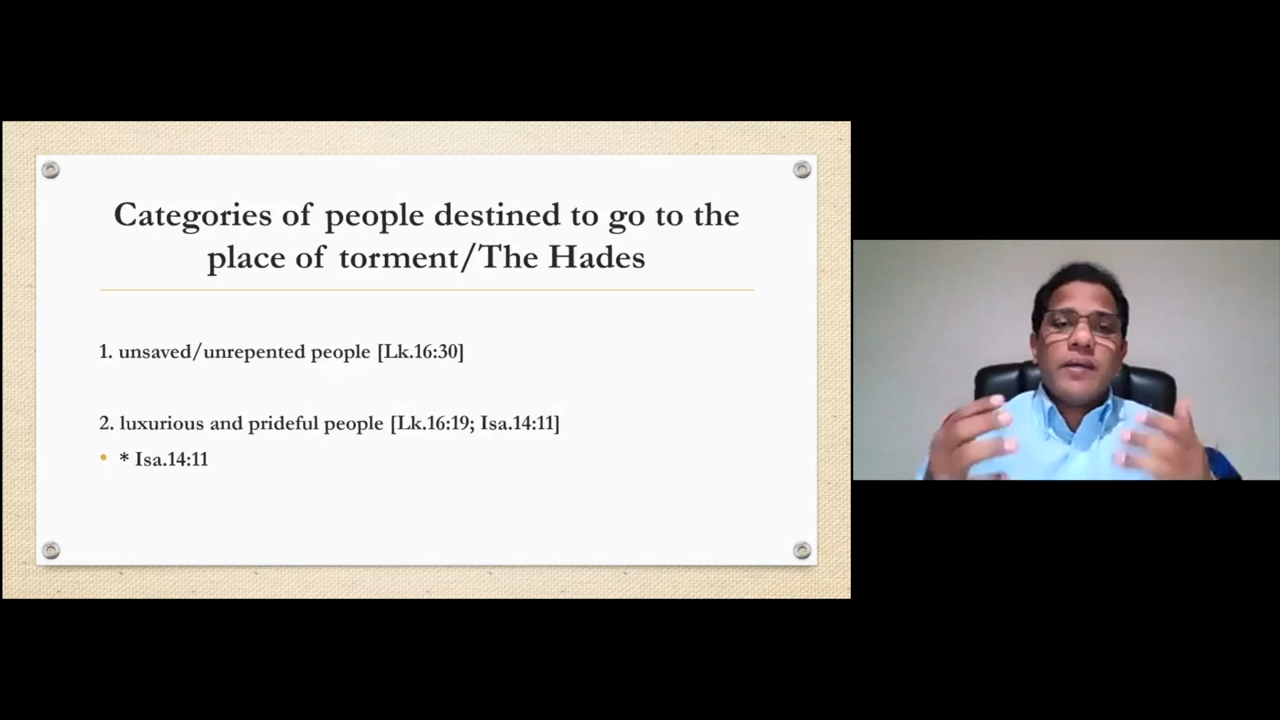 Categories of people destined to go to the
place of torment/The Hades
1. unsaved/unrepented people [Lk.16:30]
2. luxurious and prideful people [Lk.16:19; Isa.14:11]
* Isa.14:11